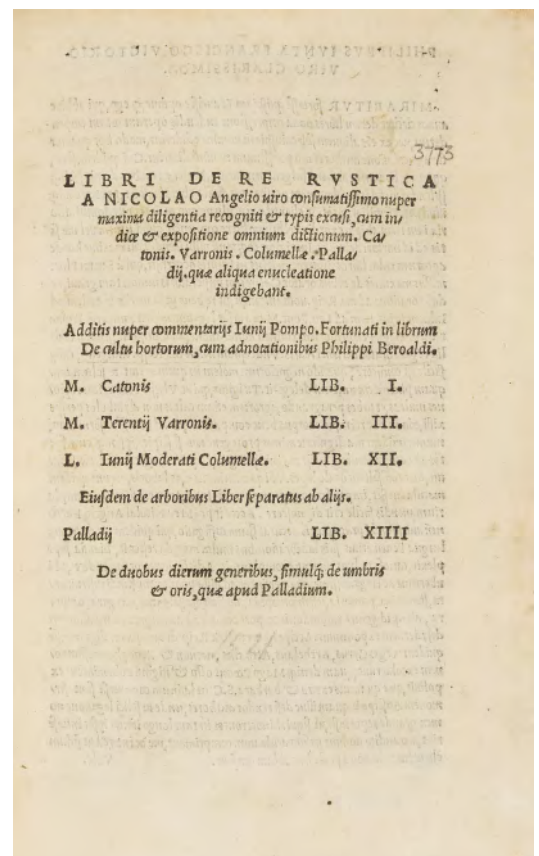 3773
LIBRI DE RE RVSTICA
A NICOLAO Angelio uiro consumatissimo nuper
maxima diligentia recogniti & typis excusi, cum in/
dice & expositione omnium dictionum. Ca/
tonis. Varronis. Columellæ. Palla/
dij. quæ aliqua enucleatione
indigebant.
Additis nuper commentarijs Iunij Pompo. Fortunati in librum
De cultu hortorum, cum adnotationibus Philippi Beroaldi.
M. Catonis LIB. I.
M. Terentij Varronis. LIB. III.
L. Iunij Moderati Columellæ. LIB. XII.
Eiusdem de arboribus Liber separatus ab alijs.
Palladij LIB. XIIII
De duobus dierum generibus, simulq; de umbris
& oris, quæ apud Palladium.